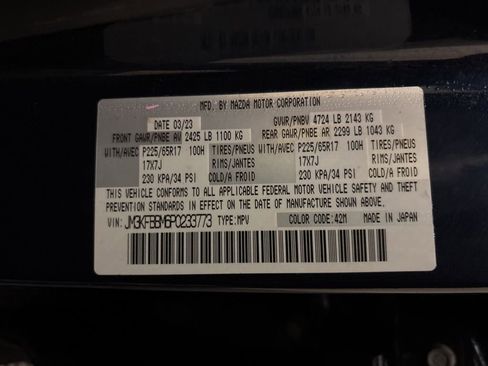 MFD. BY MAZDA MOTOR CORPORATION
DATE 03/23 GVWR/PNBV 4724 LB 2143 KG
FRONT GAWR/PNBE AV 2425 LB 1100 KG REAR GAWR/PNBE AR 2299 LB 1043 KG
WITH/AVEC P225/65R17 100H TIRES/PNEUS WITH/AVEC P225/65R17 100H TIRES/PNEUS
17X7J RIMS/JANTES 17X7J RIMS/JANTES
230 KPA/34 PSI COLD/A FROID 230 KPA/34 PSI COLD/A FROID
THIS VEHICLE CONFORMS TO ALL APPLICABLE FEDERAL MOTOR VEHICLE SAFETY AND THEFT
PREVENTION STANDARDS IN EFFECT ON THE DATE OF MANUFACTURE SHOWN ABOVE.
VIN: JM3KFBBM6P0233773 TYPE:MPV COLOR CODE:42M MADE IN JAPAN